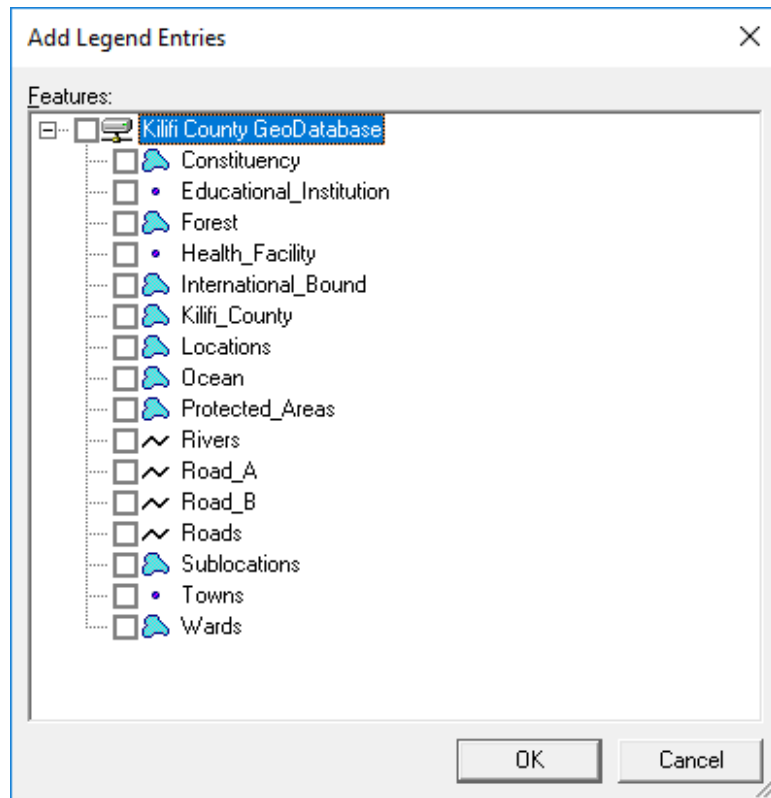 Add Legend Entries
Features:
Kilifi County GeoDatabase
Constituency
Educational_Institution
Forest
Health_Facility
International_Bound
Kilifi_County
Locations
Ocean
Protected_Areas
Rivers
Road_A
Road_B
Roads
Sublocations
Towns
Wards
OK Cancel